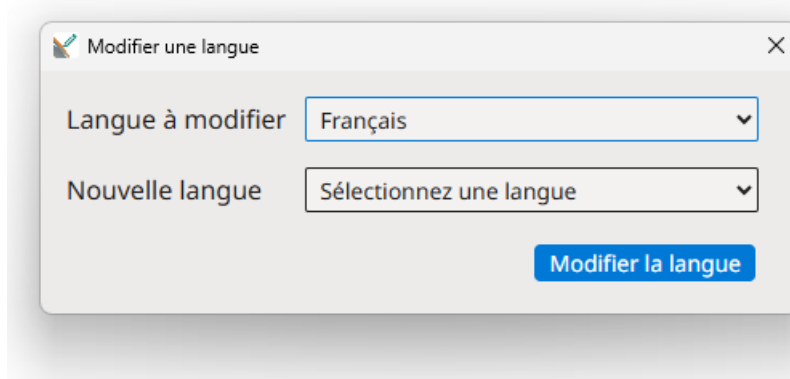 Modifier une langue
Langue à modifier Français
Nouvelle langue Sélectionnez une langue
Modifier la langue